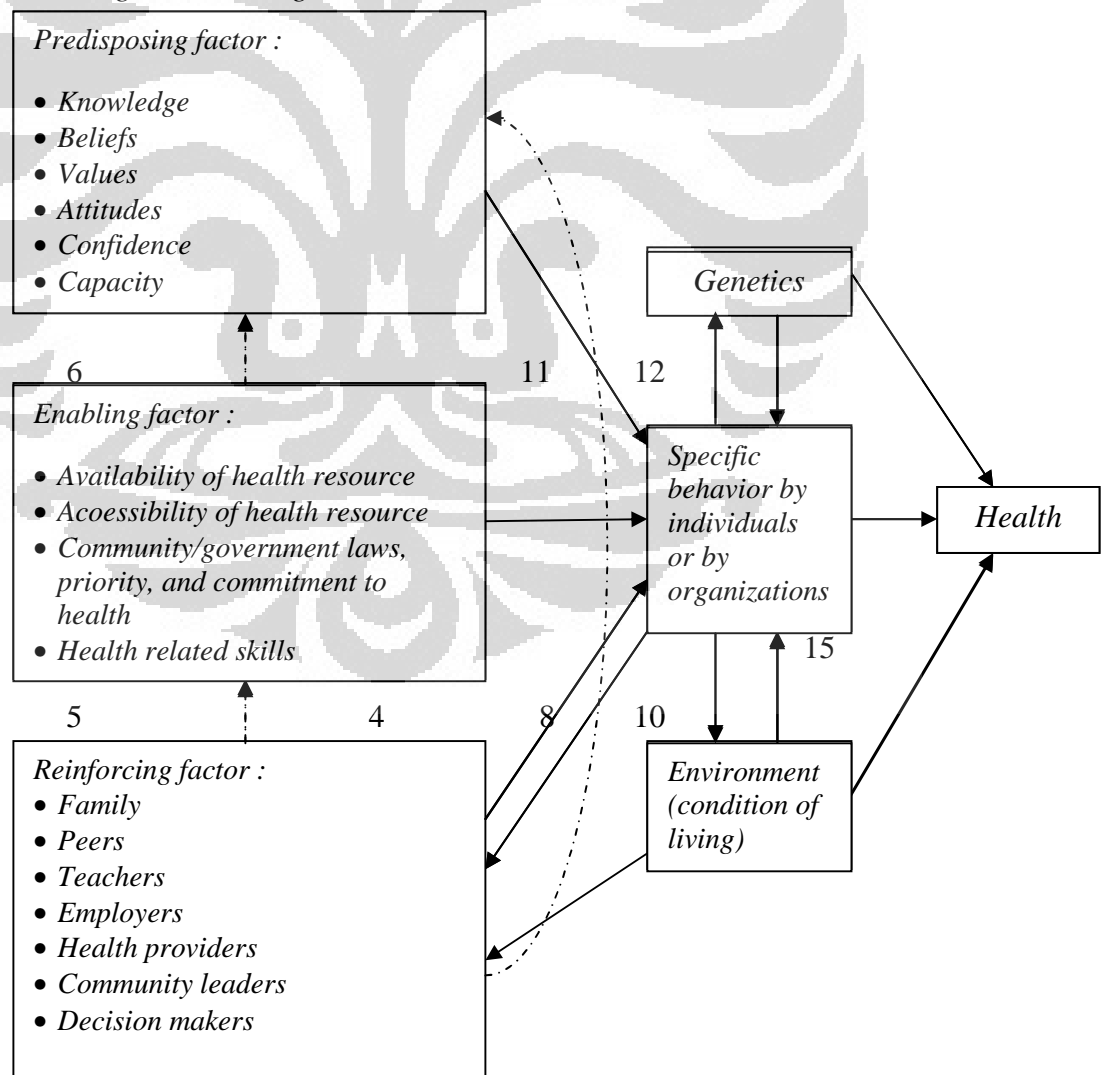 Predisposing factor :
• Knowledge
• Beliefs
• Values
• Attitudes
• Confidence
• Capacity
Genetics
6
11
12
Enabling factor :
• Availability of health resource
• Acoessibility of health resource
• Community/government laws,
priority, and commitment to
health
• Health related skills
Specific
behavior by
individuals
or by
organizations
Health
15
5
4
8
10
Reinforcing factor :
• Family
• Peers
• Teachers
• Employers
• Health providers
• Community leaders
• Decision makers
Environment
(condition of
living)